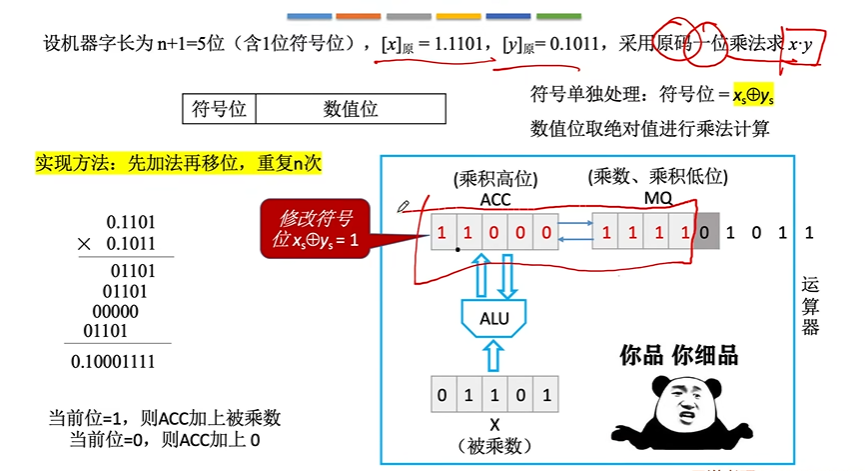 设机器字长为 n+1=5位（含1位符号位），[x]原 = 1.1101，[y]原= 0.1011，采用原码一位乘法求 x·y
符号位 数值位
符号单独处理：符号位 = xs⊕ys
数值位取绝对值进行乘法计算
实现方法：先加法再移位，重复n次
0.1101
× 0.1011
01101
01101
00000
01101
0.10001111
当前位=1，则ACC加上被乘数
当前位=0，则ACC加上 0
修改符号
位 xs⊕ys = 1
(乘积高位)
ACC
(乘数、乘积低位)
MQ
1 1 0 0 0 1 1 1 1 0 1 0 1 1
ALU
0 1 1 0 1
X
（被乘数）
运算器
你品 你细品